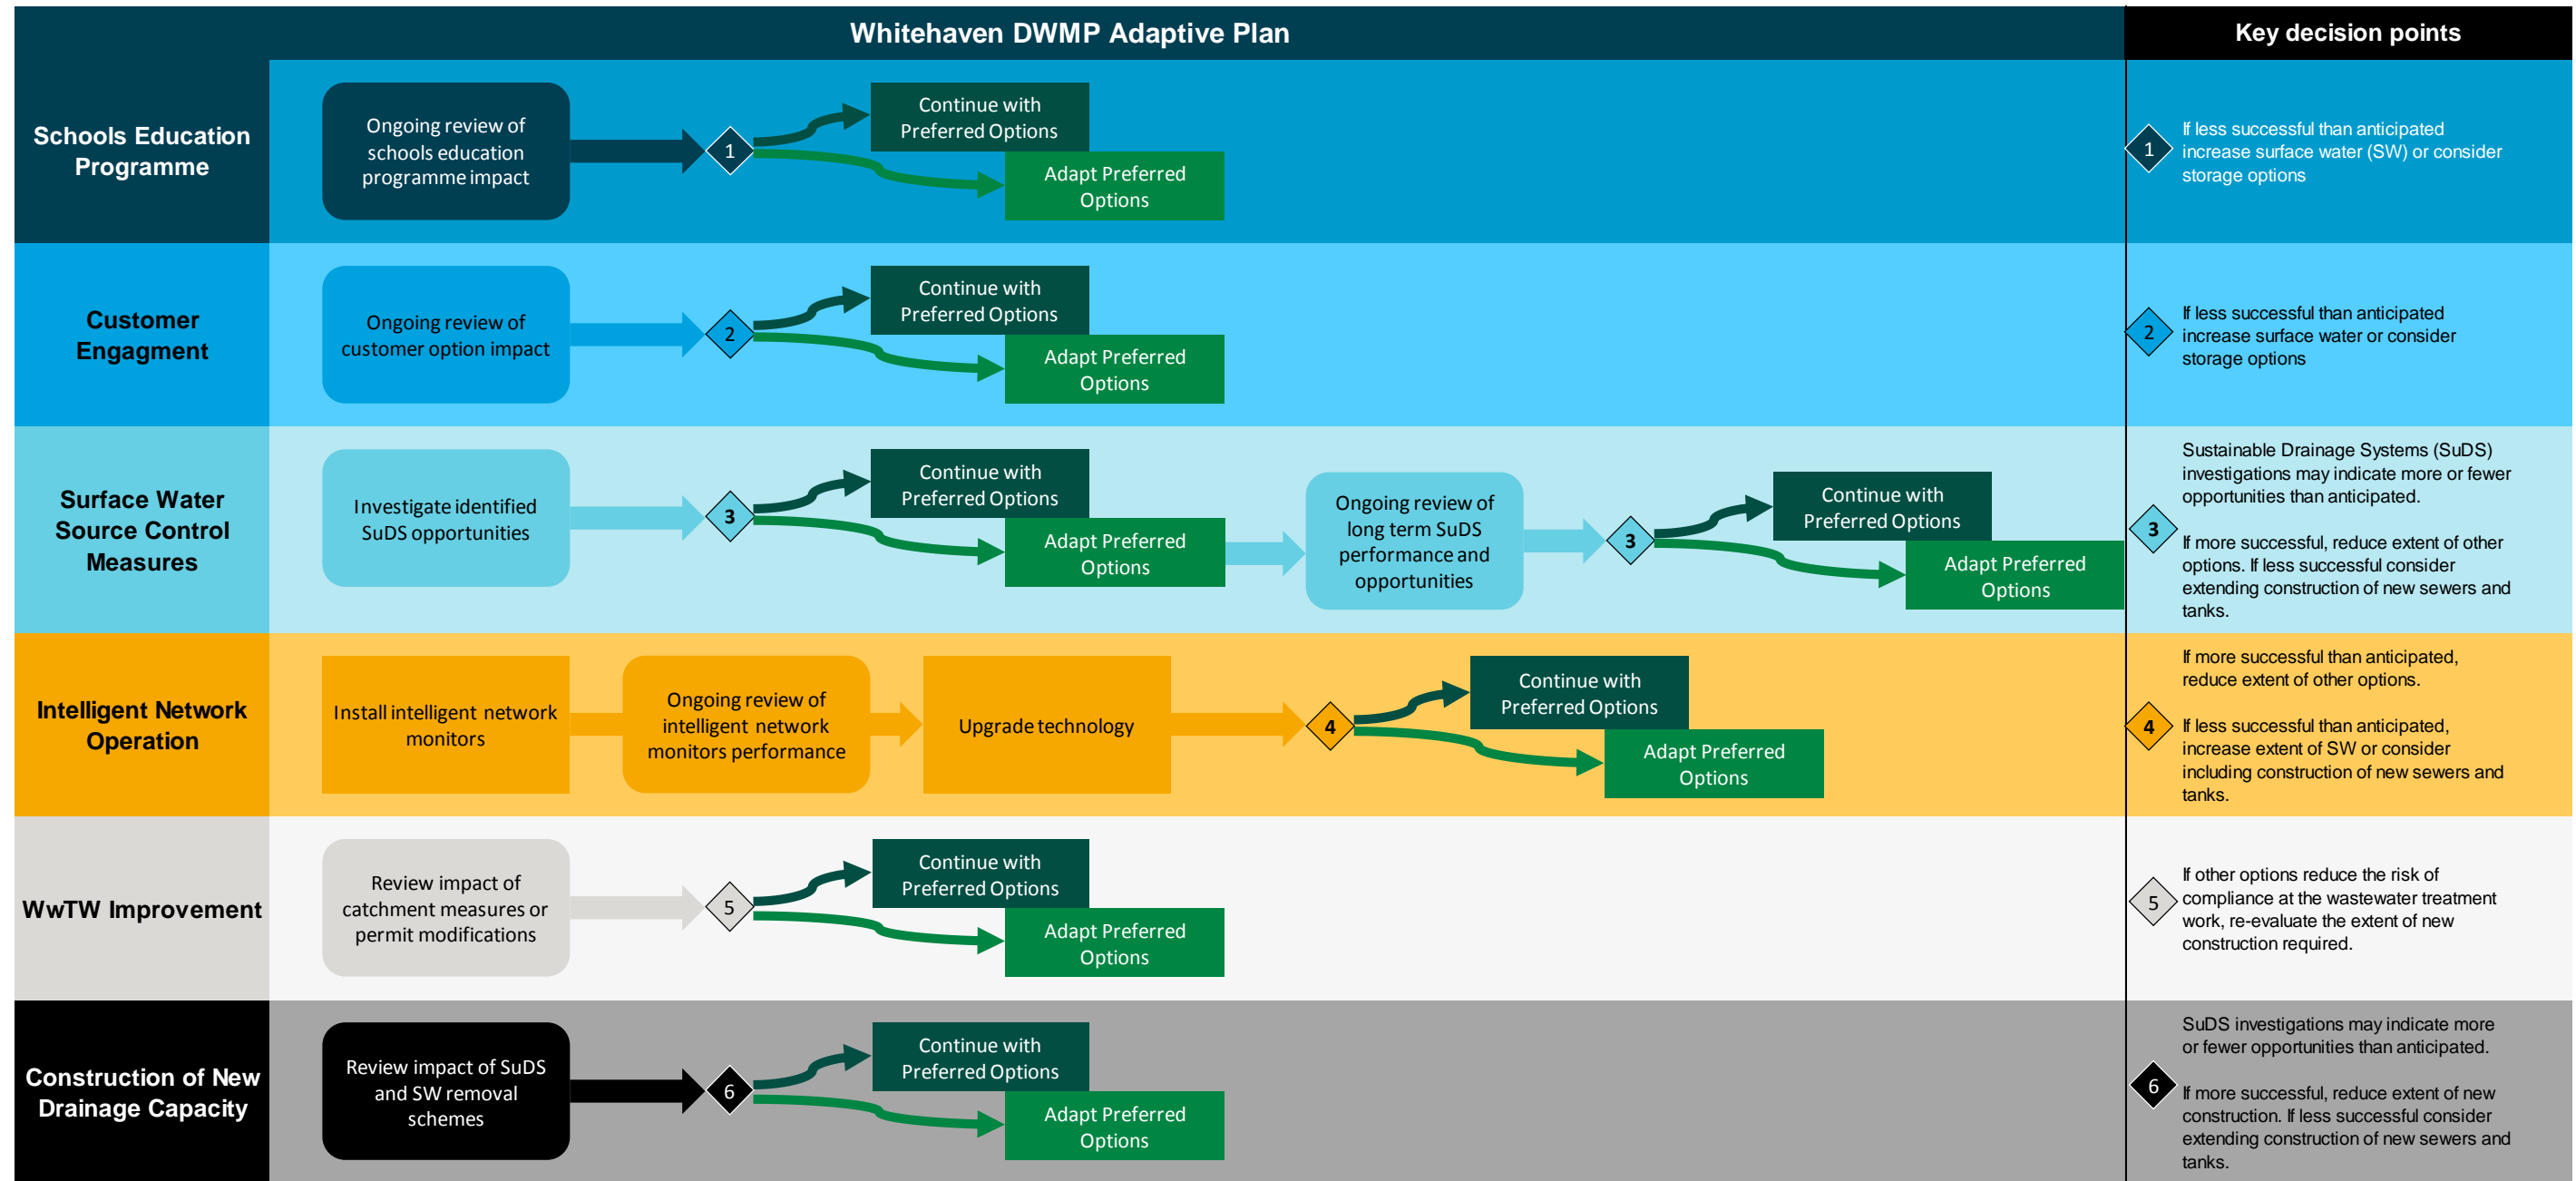 Whitehaven DWMP Adaptive Plan
Key decision points
Schools Education
Programme
Ongoing review of
schools education
programme impact
1
Continue with
Preferred Options
Adapt Preferred
Options
1
If less successful than anticipated
increase surface water (SW) or consider
storage options
Customer
Engagment
Ongoing review of
customer option impact
2
Continue with
Preferred Options
Adapt Preferred
Options
2
If less successful than anticipated
increase surface water or consider
storage options
Surface Water
Source Control
Measures
Investigate identified
SuDS opportunities
3
Continue with
Preferred Options
Adapt Preferred
Options
Ongoing review of
long term SuDS
performance and
opportunities
3
Continue with
Preferred Options
Adapt Preferred
Options
3
Sustainable Drainage Systems (SuDS)
investigations may indicate more or fewer
opportunities than anticipated.
If more successful, reduce extent of other
options. If less successful consider
extending construction of new sewers and
tanks.
Intelligent Network
Operation
Install intelligent network
monitors
Ongoing review of
intelligent network
monitors performance
Upgrade technology
4
Continue with
Preferred Options
Adapt Preferred
Options
4
If more successful than anticipated,
reduce extent of other options.
If less successful than anticipated,
increase extent of SW or consider
including construction of new sewers and
tanks.
WwTW Improvement
Review impact of
catchment measures or
permit modifications
5
Continue with
Preferred Options
Adapt Preferred
Options
5
If other options reduce the risk of
compliance at the wastewater treatment
work, re-evaluate the extent of new
construction required.
Construction of New
Drainage Capacity
Review impact of SuDS
and SW removal
schemes
6
Continue with
Preferred Options
Adapt Preferred
Options
6
SuDS investigations may indicate more
or fewer opportunities than anticipated.
If more successful, reduce extent of new
construction. If less successful consider
extending construction of new sewers and
tanks.